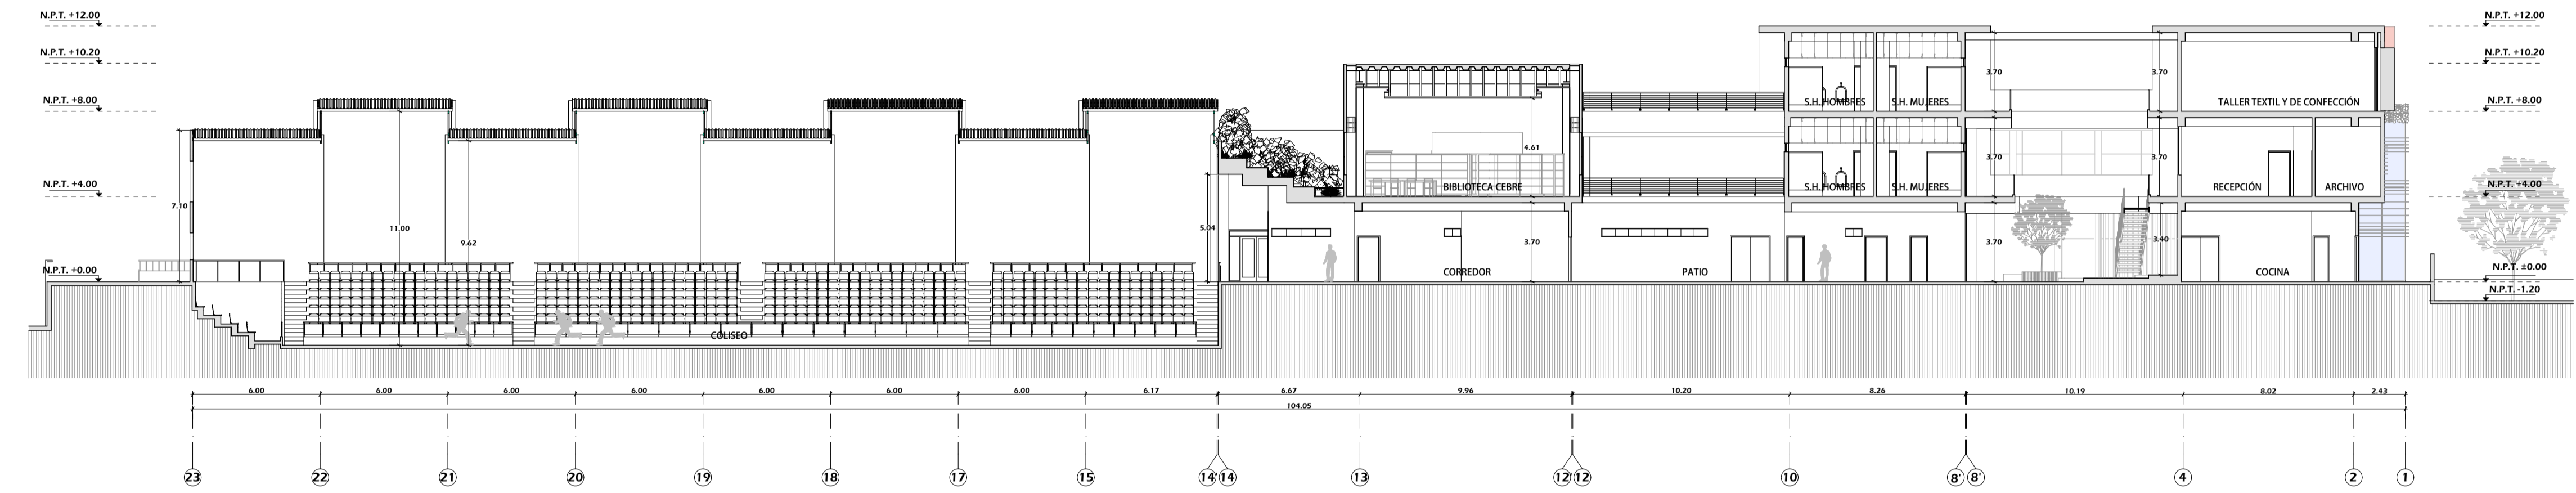 N.P.T. +12.00
N.P.T. +12.00
N.P.T. +10.20
N.P.T. +10.20
N.P.T. +8.00
N.P.T. +8.00
3.70
3.70
S.H. HOMBRES
S.H. MUJERES
TALLER TEXTIL Y DE CONFECCIÓN
4.61
3.70
3.70
N.P.T. +4.00
N.P.T. +4.00
BIBLIOTECA CEBRE
S.H. HOMBRES
S.H. MUJERES
RECEPCIÓN
ARCHIVO
7.10
11.00
9.62
5.04
3.70
3.70
3.40
N.P.T. +0.00
N.P.T. ±0.00
CORREDOR
PATIO
COCINA
N.P.T. -1.20
COLISEO
6.00
6.00
6.00
6.00
6.00
6.00
6.00
6.17
6.67
9.96
10.20
8.26
10.19
8.02
2.43
104.05
23
22
21
20
19
18
17
15
14'
14
13
12'
12
10
8'
8'
4
2
1